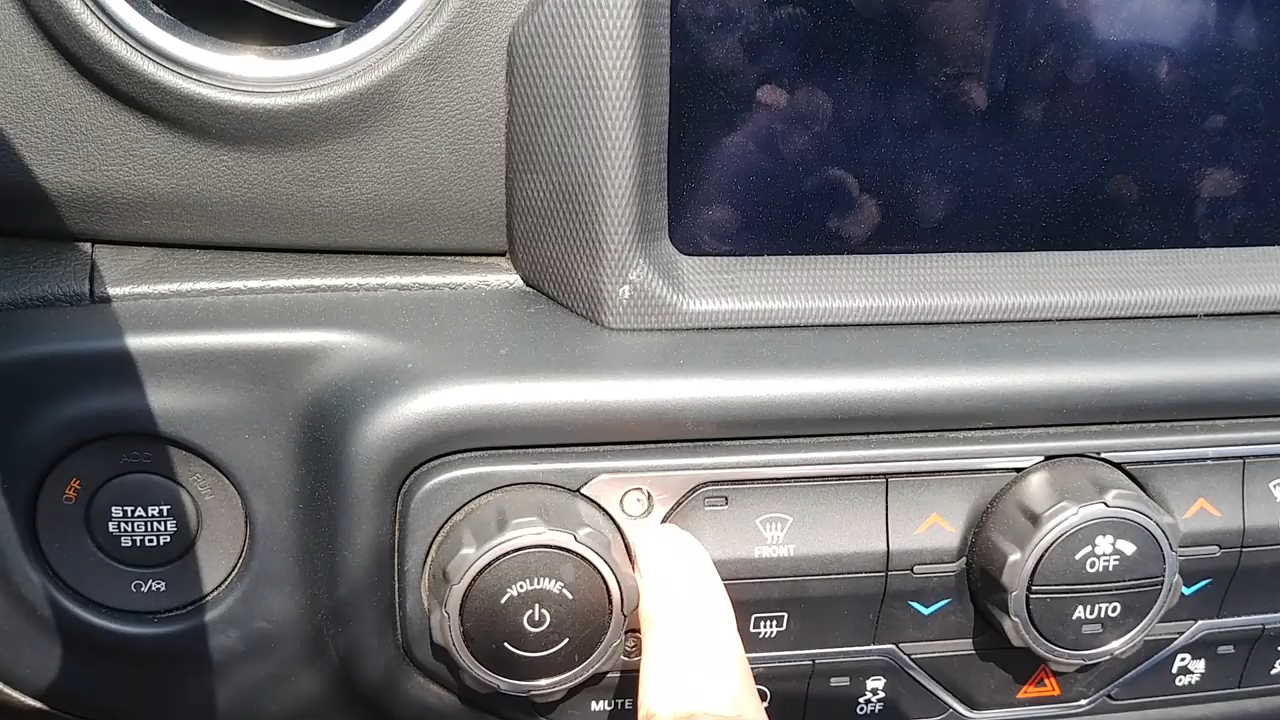 ACC
OFF
RUN
START
ENGINE
STOP
VOLUME
MUTE
FRONT
OFF
OFF
AUTO
P
OFF